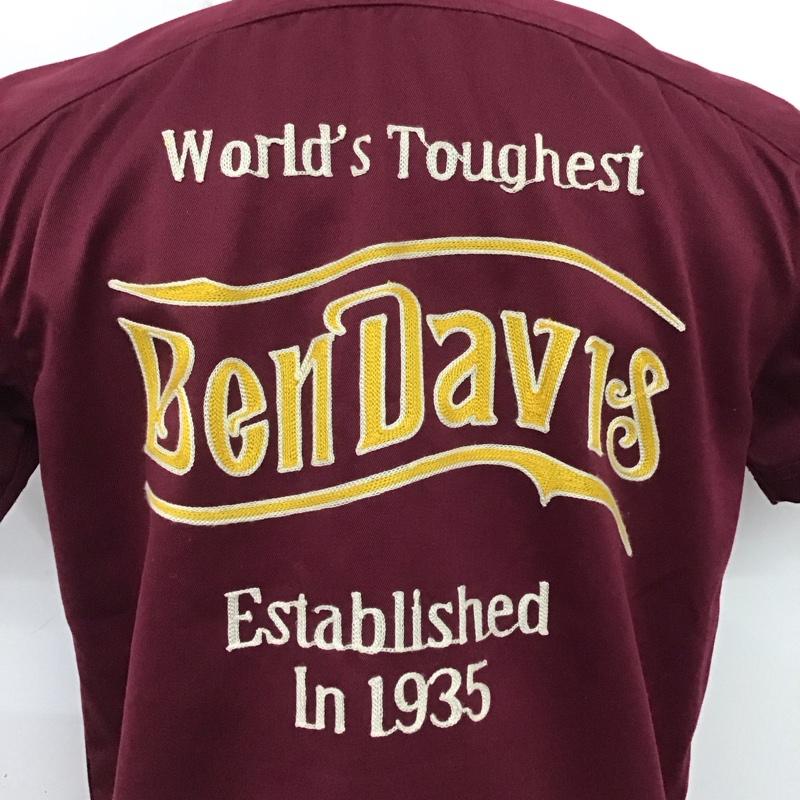 World's Toughest
BenDavis
Established
In 1935